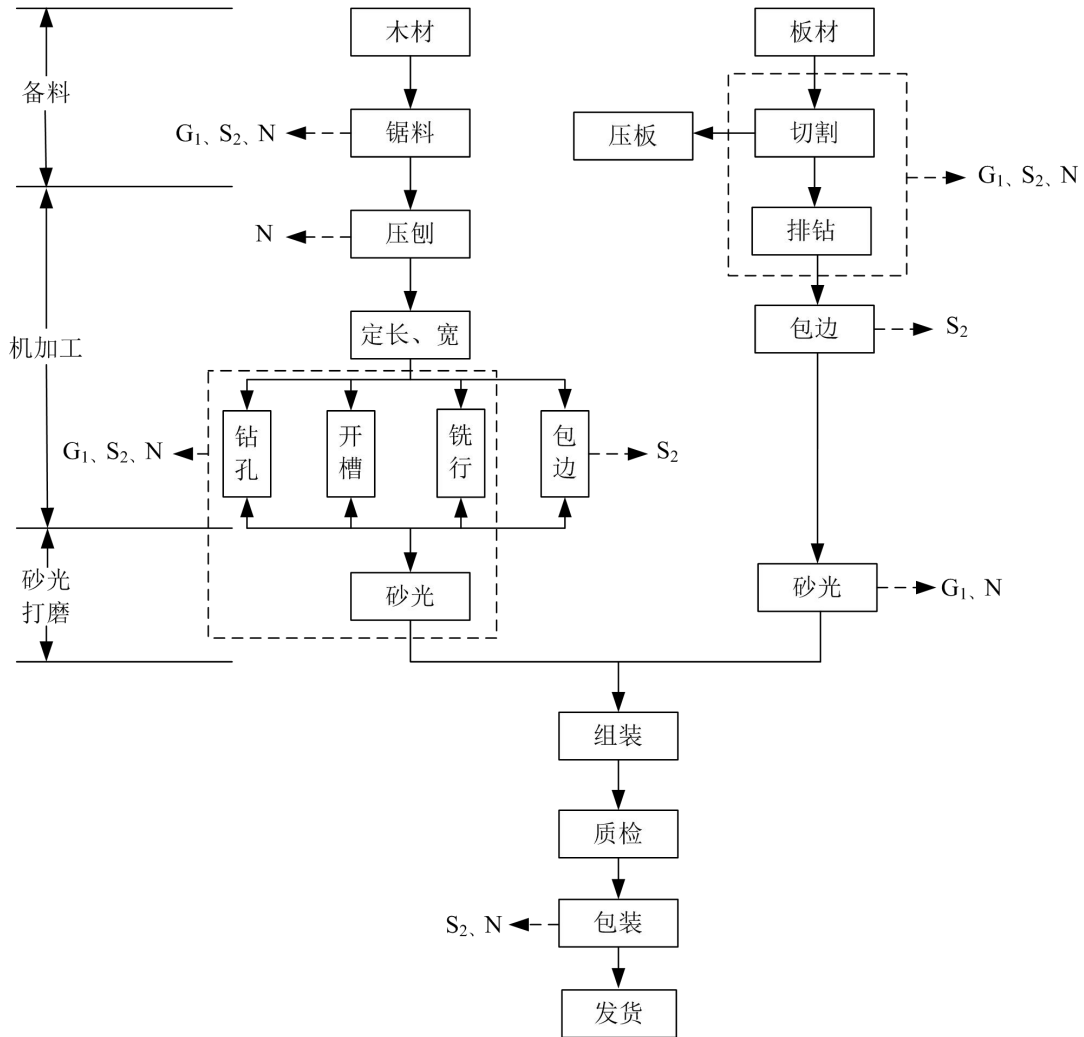 木材
板材
备料
G₁、S₂、N
锯料
压板
切割
G₁、S₂、N
N
压刨
排钻
定长、宽
包边
S₂
机加工
G₁、S₂、N
钻孔
开槽
铣行
包边
S₂
砂光
打磨
砂光
砂光
G₁、N
组装
质检
S₂、N
包装
发货